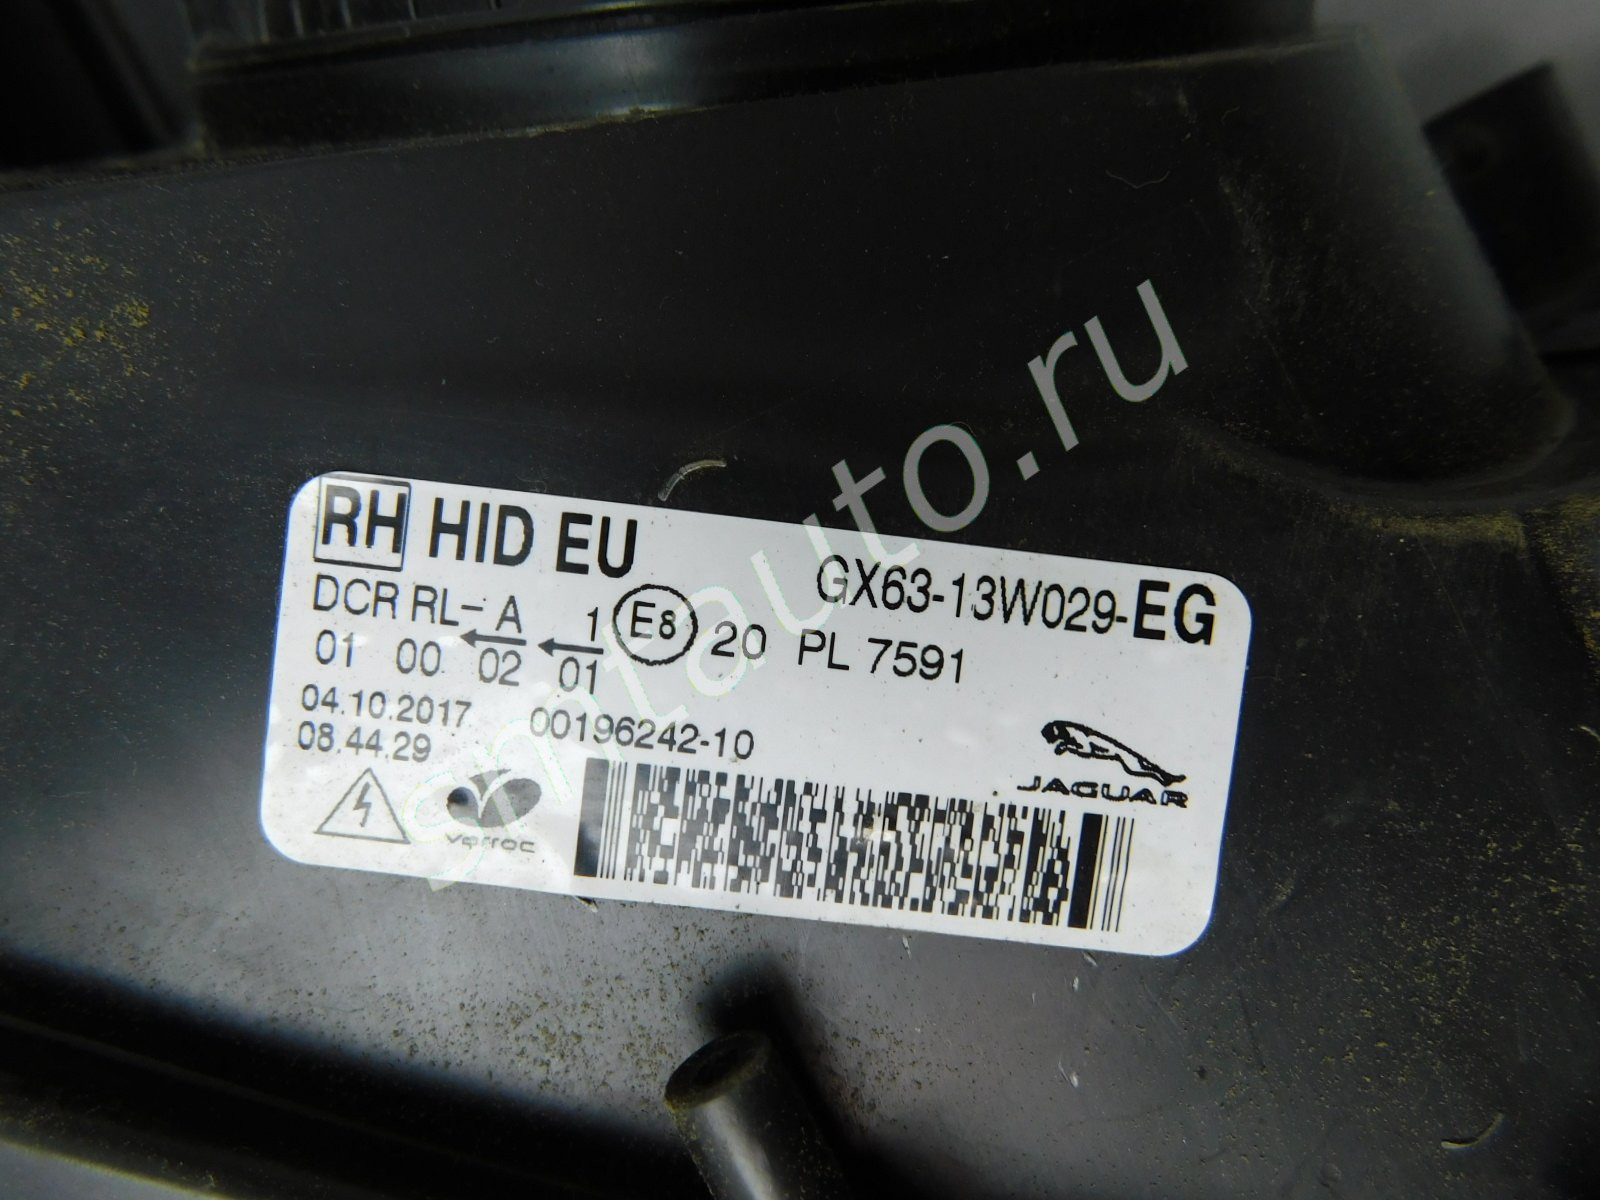 RH HID EU
GX63-13W029-EG
DCR RL- A 1 E8 20 PL 7591
01 00 02 01
04.10.2017 00196242-10
08.44.29
JAGUAR
varroc
smtauto.ru